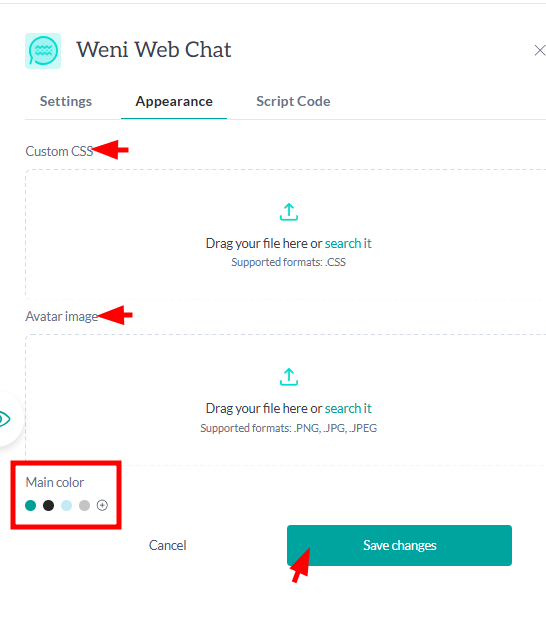 Weni Web Chat
Settings Appearance Script Code
Custom CSS
Drag your file here or search it
Supported formats: .CSS
Avatar image
Drag your file here or search it
Supported formats: .PNG, .JPG, .JPEG
Main color
Cancel Save changes